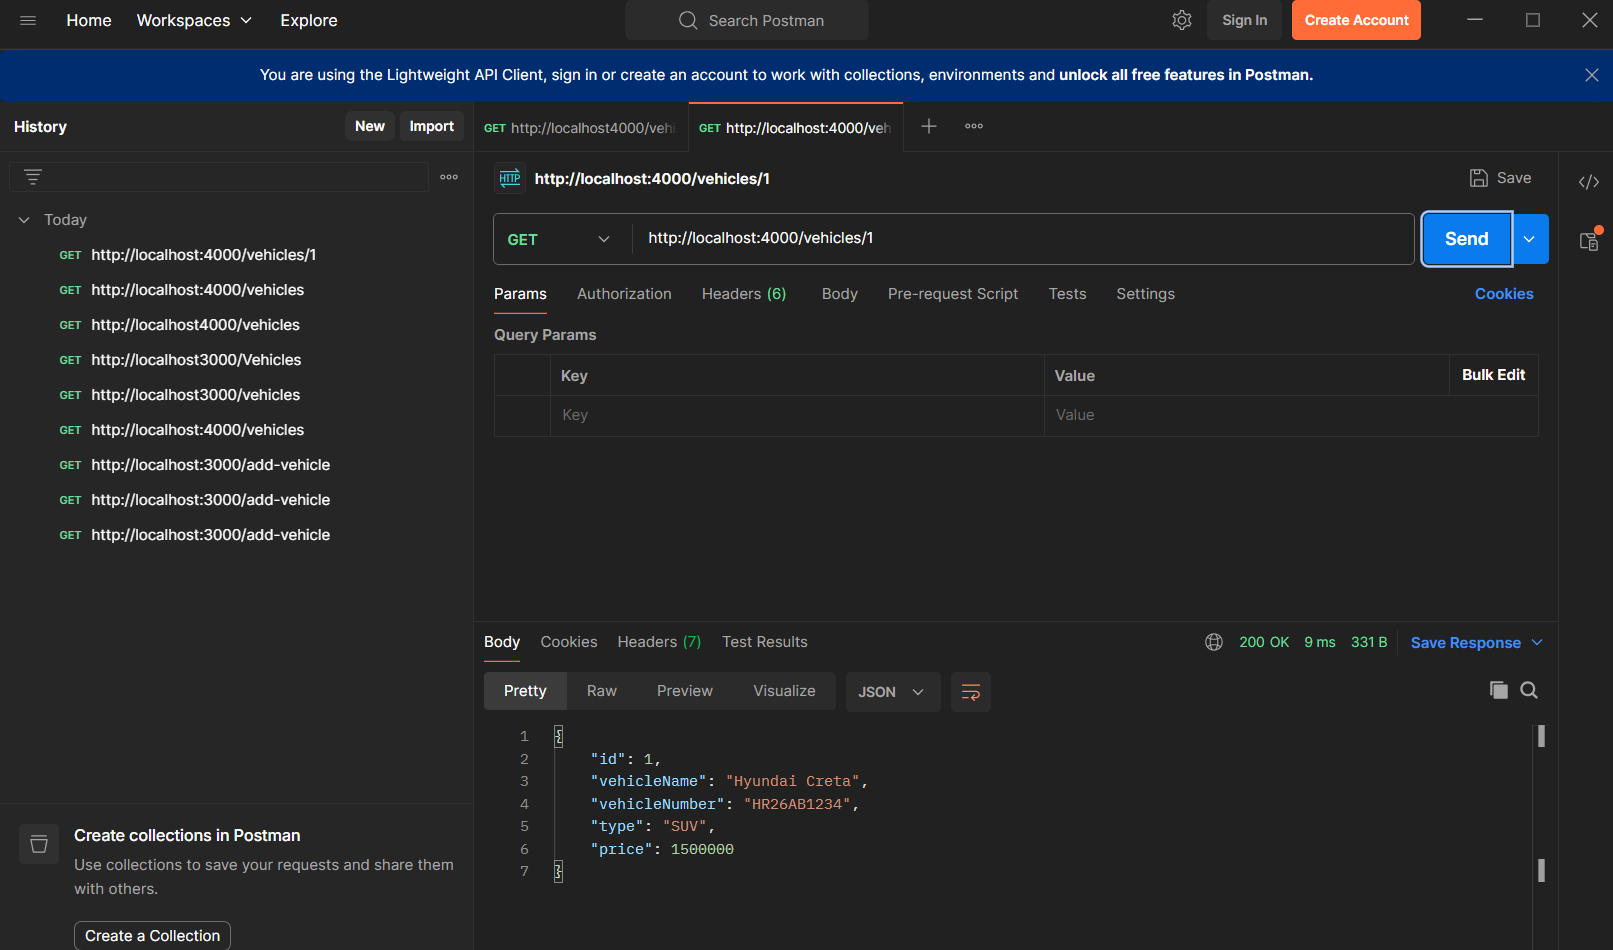 Home Workspaces Explore Search Postman Sign In Create Account
You are using the Lightweight API Client, sign in or create an account to work with collections, environments and unlock all free features in Postman.
History New Import
GET http://localhost4000/vehi GET http://localhost:4000/veh
HTTP http://localhost:4000/vehicles/1 Save
Today
GET http://localhost:4000/vehicles/1
GET http://localhost:4000/vehicles
GET http://localhost4000/vehicles
GET http://localhost3000/Vehicles
GET http://localhost3000/vehicles
GET http://localhost:4000/vehicles
GET http://localhost:3000/add-vehicle
GET http://localhost:3000/add-vehicle
GET http://localhost:3000/add-vehicle
GET http://localhost:4000/vehicles/1 Send
Params Authorization Headers (6) Body Pre-request Script Tests Settings Cookies
Query Params
Key Value Bulk Edit
Key Value
Body Cookies Headers (7) Test Results 200 OK 9 ms 331 B Save Response
Pretty Raw Preview Visualize JSON
1 {
2 "id": 1,
3 "vehicleName": "Hyundai Creta",
4 "vehicleNumber": "HR26AB1234",
5 "type": "SUV",
6 "price": 1500000
7 }
Create collections in Postman
Use collections to save your requests and share them
with others.
Create a Collection